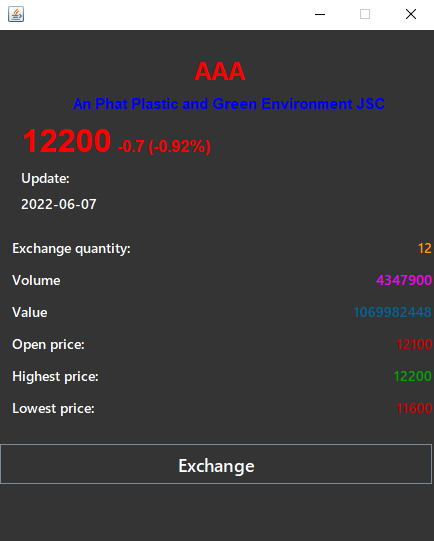 AAA
An Phat Plastic and Green Environment JSC
12200 -0.7 (-0.92%)
Update:
2022-06-07
Exchange quantity: 12
Volume 4347900
Value 1069982448
Open price: 12100
Highest price: 12200
Lowest price: 11600
Exchange